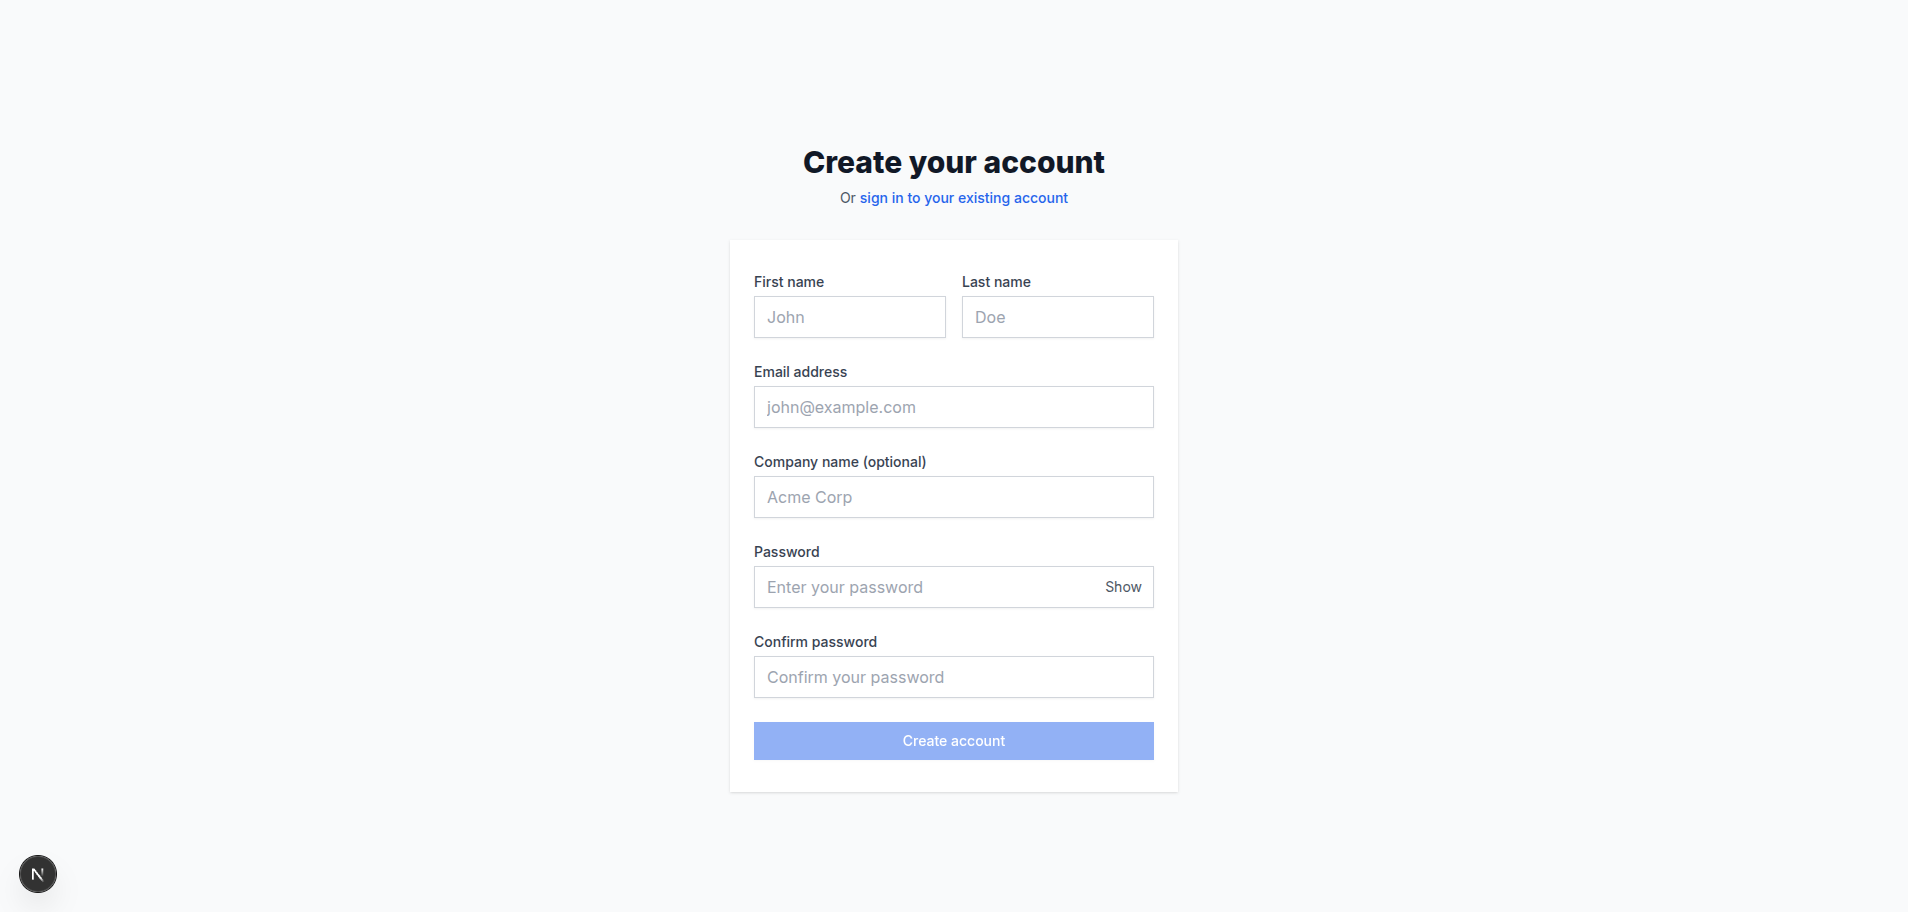 Create your account
Or sign in to your existing account
First name Last name
John Doe
Email address
john@example.com
Company name (optional)
Acme Corp
Password
Enter your password Show
Confirm password
Confirm your password
Create account
N